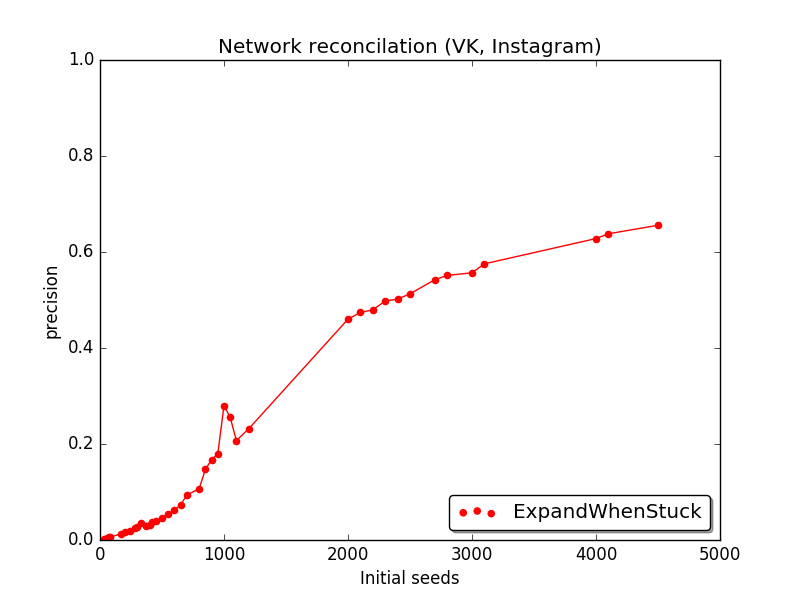 Network reconcilation (VK, Instagram)
1.0
0.8
0.6
0.4
0.2
0.0
precision
ExpandWhenStuck
0 1000 2000 3000 4000 5000
Initial seeds